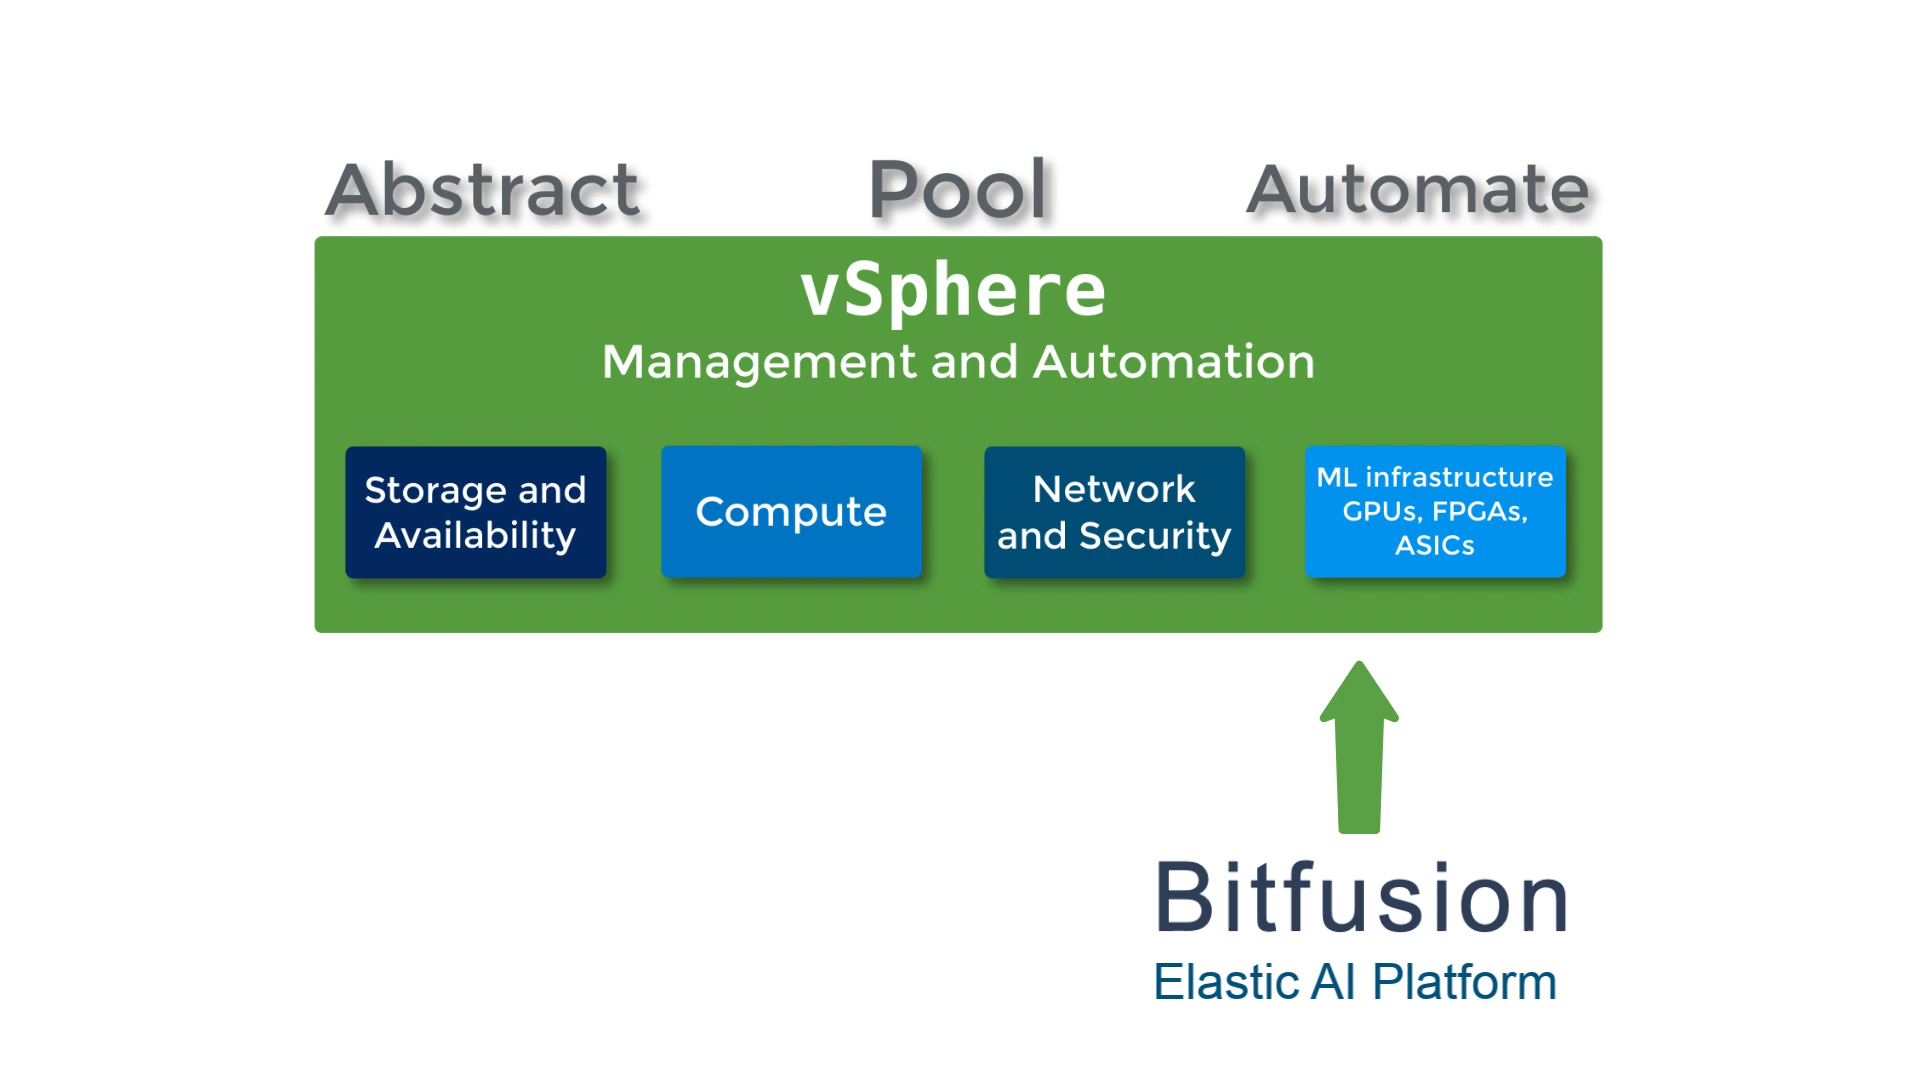 Abstract Pool Automate
vSphere
Management and Automation
Storage and
Availability
Compute
Network
and Security
ML infrastructure
GPUs, FPGAs,
ASICs
Bitfusion
Elastic AI Platform